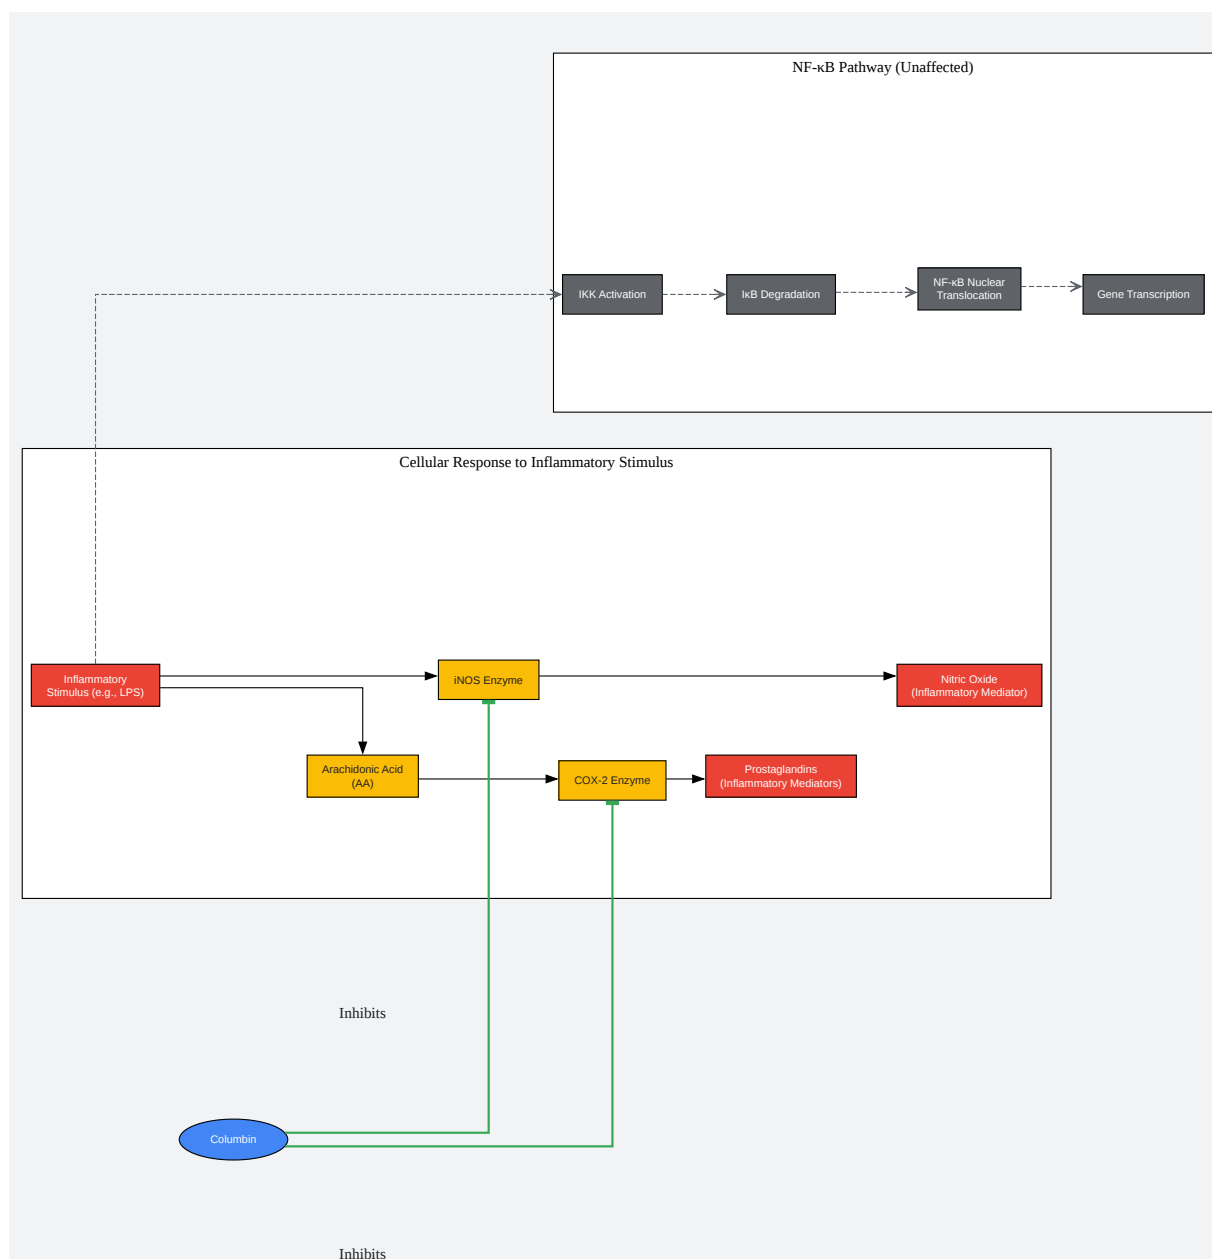 NF-κB Pathway (Unaffected)
IKK Activation
IκB Degradation
NF-κB Nuclear
Translocation
Gene Transcription
Cellular Response to Inflammatory Stimulus
Inflammatory
Stimulus (e.g., LPS)
iNOS Enzyme
Nitric Oxide
(Inflammatory Mediator)
Arachidonic Acid
(AA)
COX-2 Enzyme
Prostaglandins
(Inflammatory Mediators)
Inhibits
Columbin
Inhibits